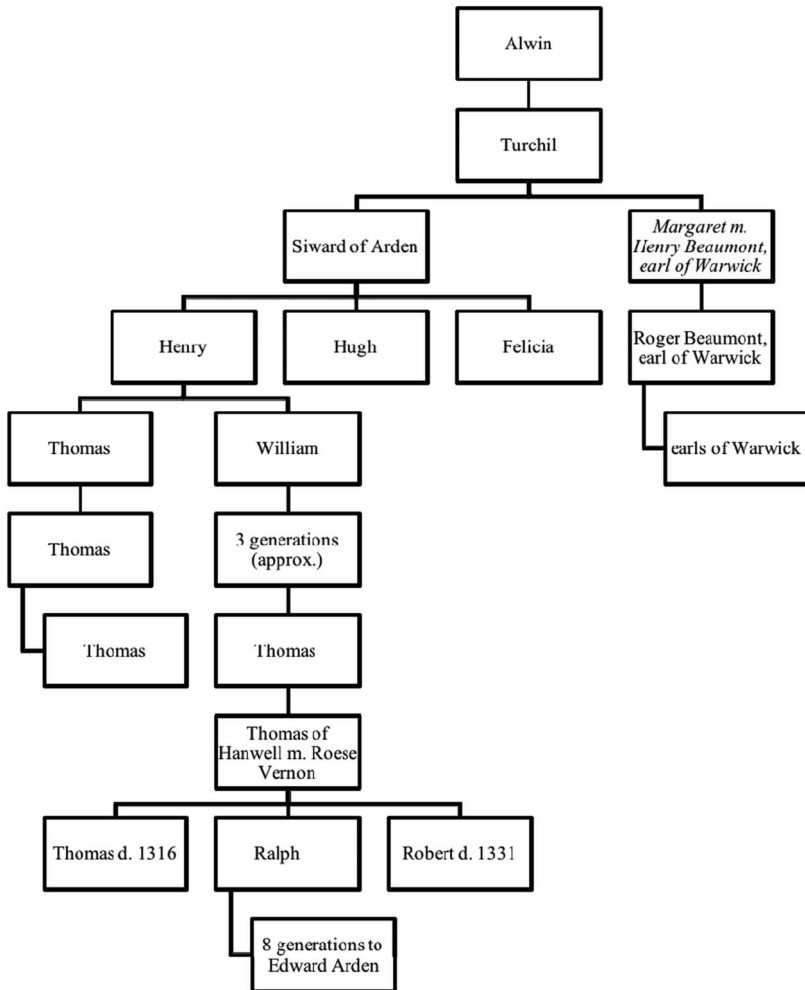 Alwin
Turchil
Siward of Arden
Margaret m.
Henry Beaumont,
earl of Warwick
Henry
Hugh
Felicia
Roger Beaumont,
earl of Warwick
Thomas
William
earls of Warwick
Thomas
3 generations
(approx.)
Thomas
Thomas
Thomas of
Hanwell m. Roese
Vernon
Thomas d. 1316
Ralph
Robert d. 1331
8 generations to
Edward Arden